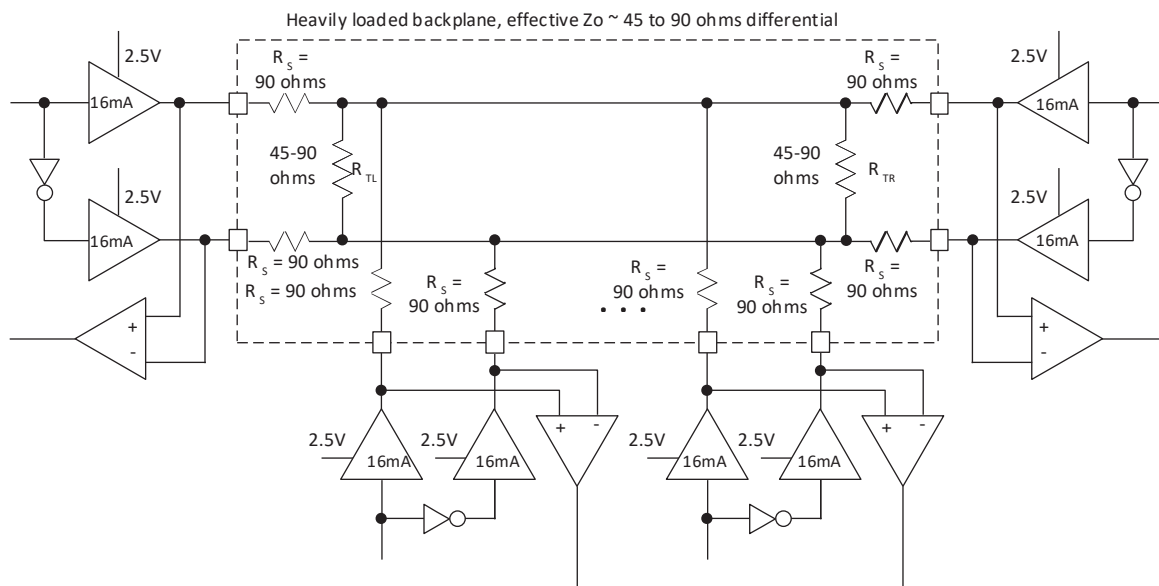 Heavily loaded backplane, effective Zo ~ 45 to 90 ohms differential
2.5V
16mA
2.5V
16mA
+
-
R S =
90 ohms
45-90
ohms
R TL
R S = 90 ohms
R S = 90 ohms
R S =
90 ohms
R S =
90 ohms
45-90
ohms
R TR
R S =
90 ohms
R S =
90 ohms
R S =
90 ohms
. . .
2.5V
16mA
2.5V
16mA
+
-
2.5V
16mA
2.5V
16mA
+ -
2.5V
16mA
2.5V
16mA
+ -